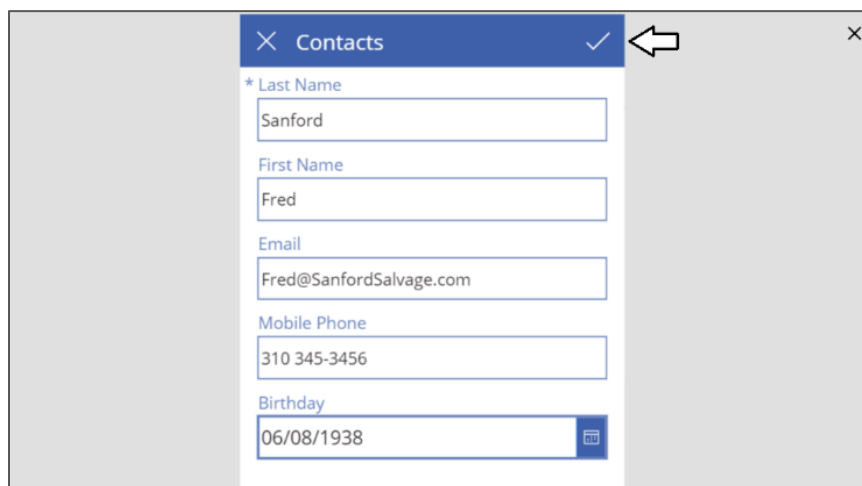 Contacts
* Last Name
Sanford
First Name
Fred
Email
Fred@SanfordSalvage.com
Mobile Phone
310 345-3456
Birthday
06/08/1938